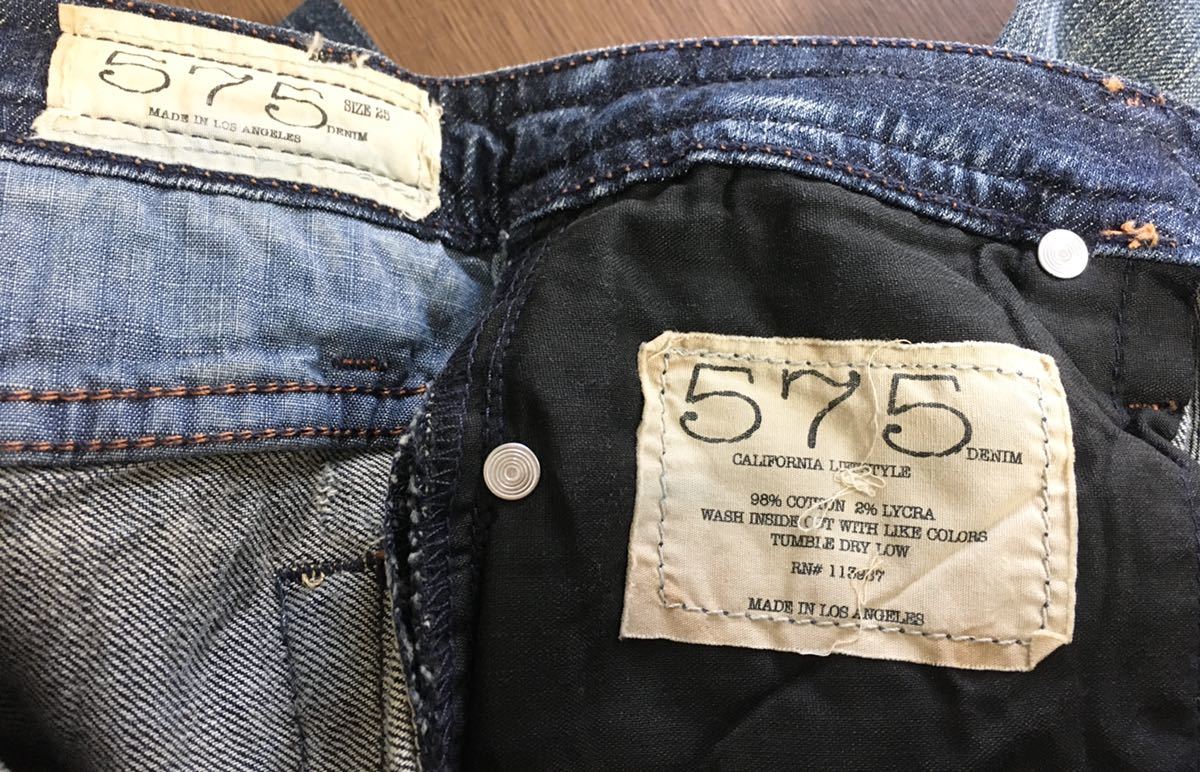 575
SIZE 25
MADE IN LOS ANGELES DENIM
575
DENIM
CALIFORNIA LIFESTYLE
98% COTTON 2% LYCRA
WASH INSIDE OUT WITH LIKE COLORS
TUMBLE DRY LOW
RN#
MADE IN LOS ANGELES